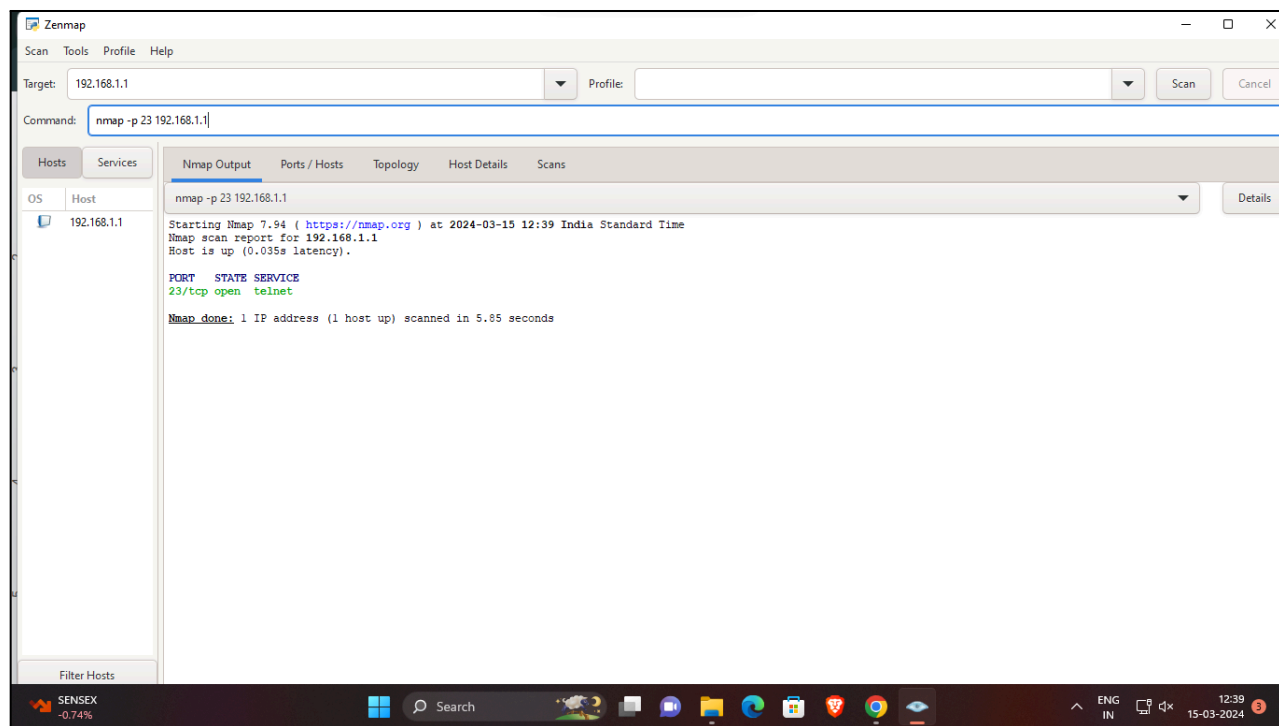 Zenmap
Scan Tools Profile Help
Target: 192.168.1.1 Profile: Scan Cancel
Command: nmap -p 23 192.168.1.1
Hosts Services
Nmap Output Ports / Hosts Topology Host Details Scans
OS Host
nmap -p 23 192.168.1.1 Details
192.168.1.1
Starting Nmap 7.94 ( https://nmap.org ) at 2024-03-15 12:39 India Standard Time
Nmap scan report for 192.168.1.1
Host is up (0.035s latency).
PORT STATE SERVICE
23/tcp open telnet
Nmap done: 1 IP address (1 host up) scanned in 5.85 seconds
Filter Hosts
SENSEX
-0.74%
Search
ENG
IN
12:39
15-03-2024
3